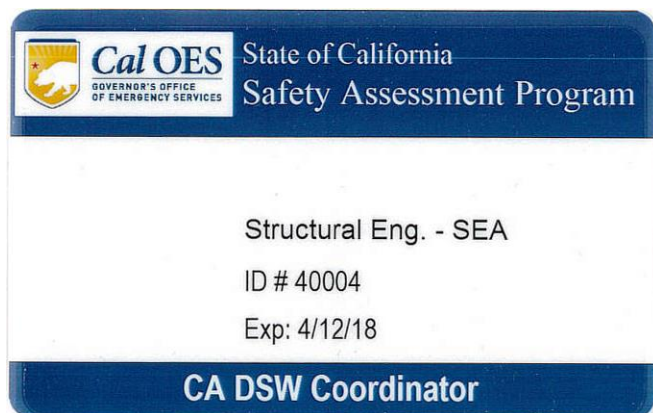 Cal OES
GOVERNOR'S OFFICE
OF EMERGENCY SERVICES
State of California
Safety Assessment Program
Structural Eng. - SEA
ID # 40004
Exp: 4/12/18
CA DSW Coordinator